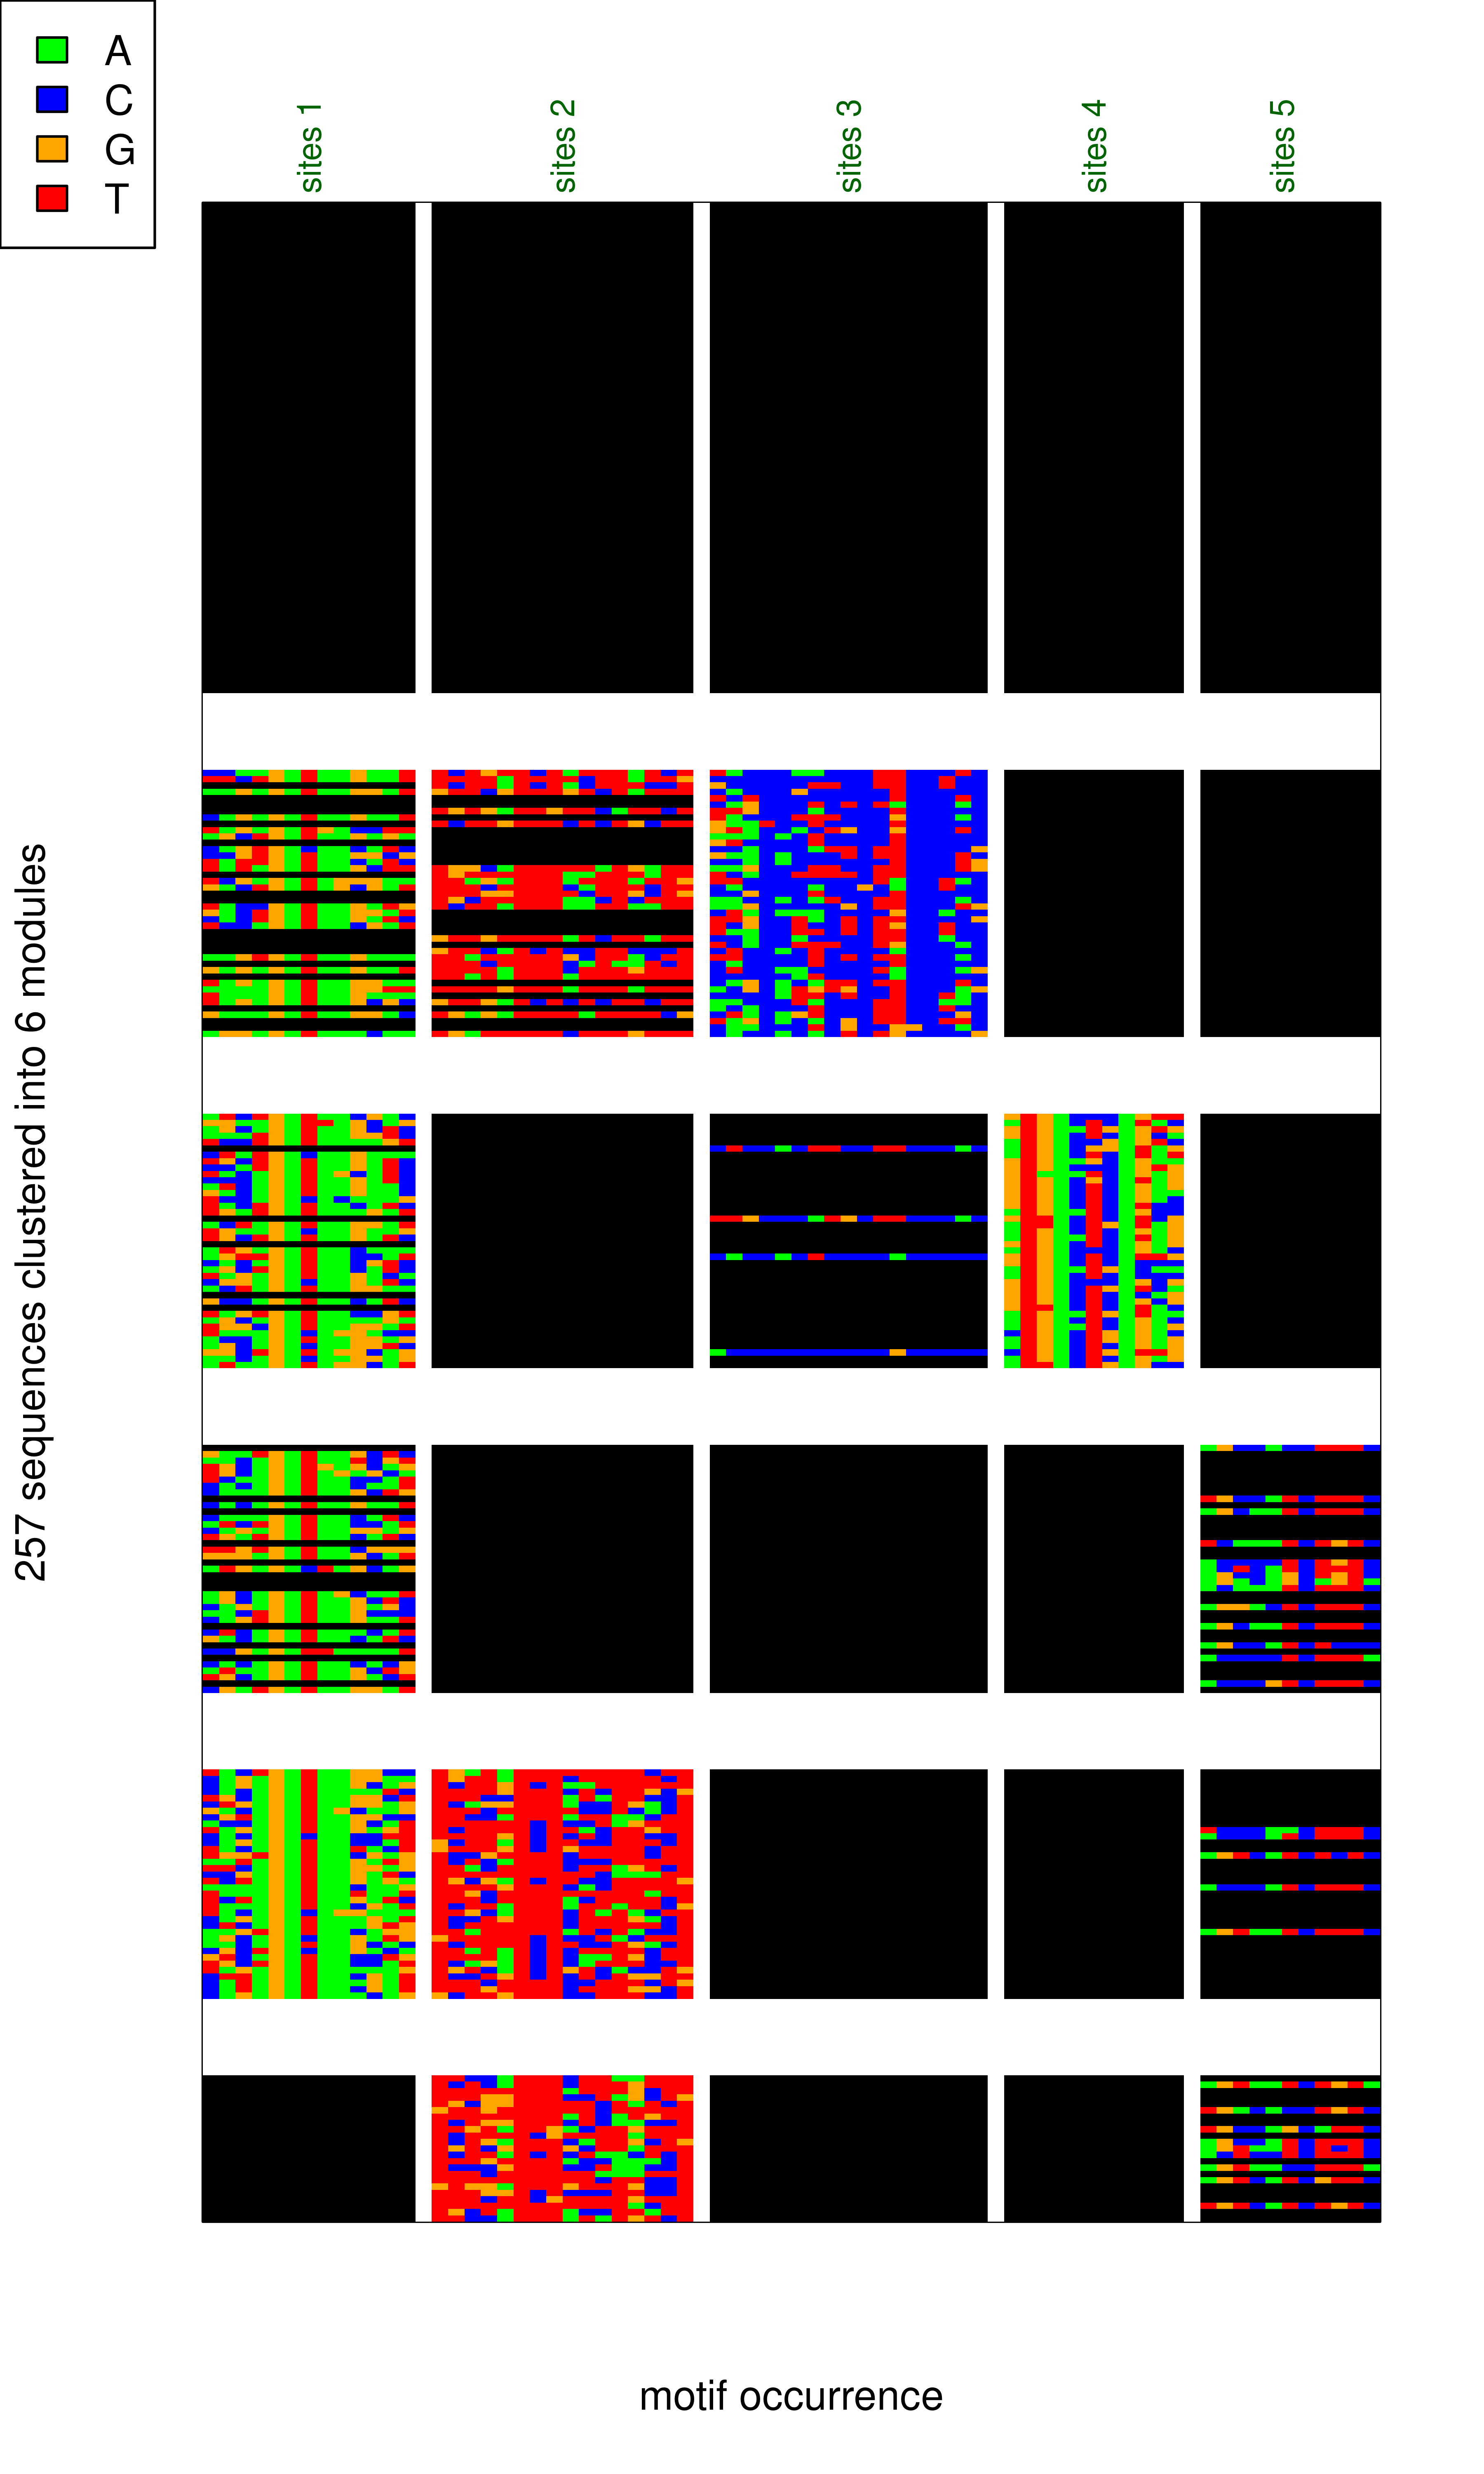 A
C
G
T
sites 1
sites 2
sites 3
sites 4
sites 5
257 sequences clustered into 6 modules
motif occurrence